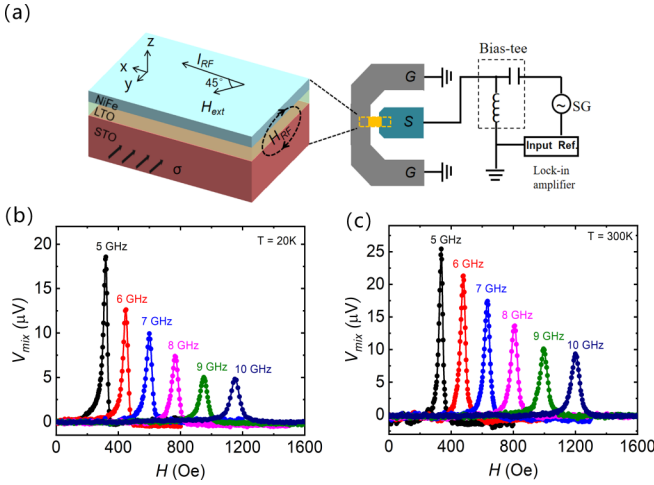 (a)
z
x
y
I_RF
45°
H_ext
NiFe
LTO
STO
σ
H_RF
G
S
G
Bias-tee
SG
Input Ref.
Lock-in
amplifier
(b)
T = 20K
5 GHz
6 GHz
7 GHz
8 GHz
9 GHz
10 GHz
V_mix (μV)
20
15
10
5
0
0 400 800 1200 1600
H (Oe)
(c)
T = 300K
5 GHz
6 GHz
7 GHz
8 GHz
9 GHz
10 GHz
V_mix (μV)
25
20
15
10
5
0
0 400 800 1200 1600
H (Oe)